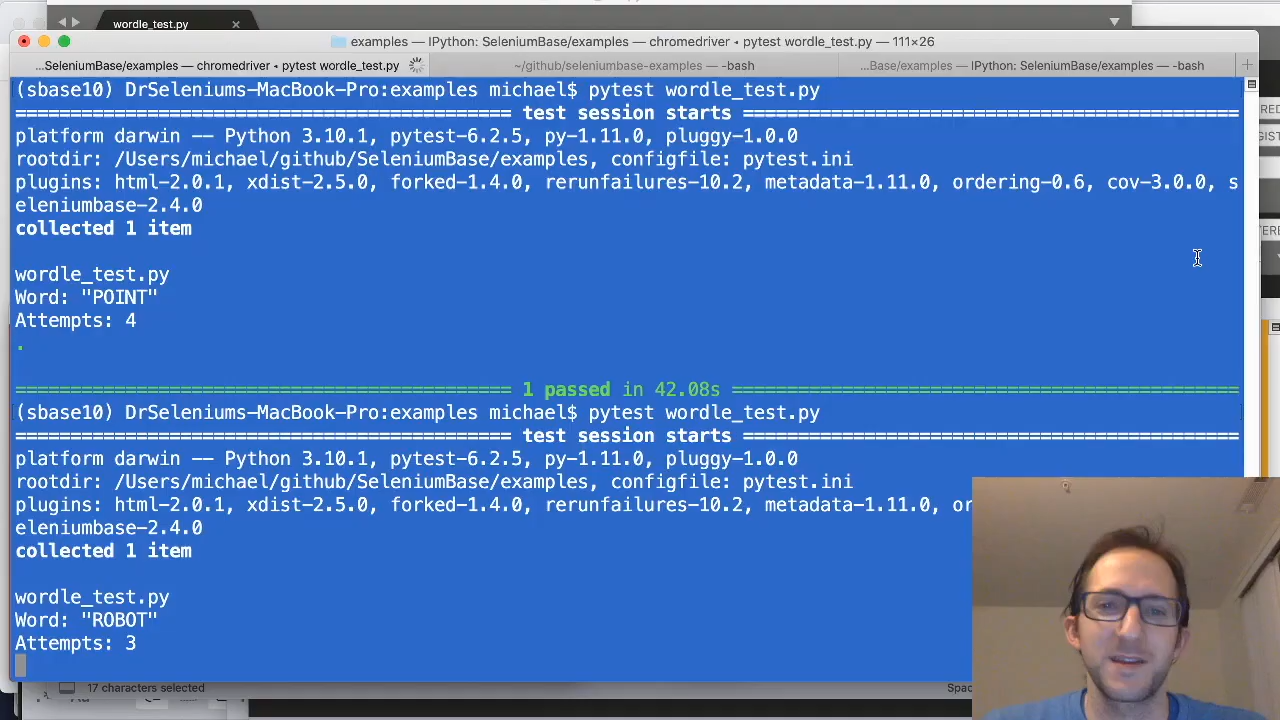 wordle_test.py ×
examples — IPython: SeleniumBase/examples — chromedriver ◂ pytest wordle_test.py — 111×26
...SeleniumBase/examples — chromedriver ◂ pytest wordle_test.py ~/github/seleniumbase-examples — -bash ...Base/examples — IPython: SeleniumBase/examples — -bash +
(sbase10) DrSeleniums-MacBook-Pro:examples michael$ pytest wordle_test.py
============================================= test session starts ==============================================
platform darwin -- Python 3.10.1, pytest-6.2.5, py-1.11.0, pluggy-1.0.0
rootdir: /Users/michael/github/SeleniumBase/examples, configfile: pytest.ini
plugins: html-2.0.1, xdist-2.5.0, forked-1.4.0, rerunfailures-10.2, metadata-1.11.0, ordering-0.6, cov-3.0.0, s
eleniumbase-2.4.0
collected 1 item
wordle_test.py
Word: "POINT"
Attempts: 4
.
============================================= 1 passed in 42.08s ==============================================
(sbase10) DrSeleniums-MacBook-Pro:examples michael$ pytest wordle_test.py
============================================= test session starts ==============================================
platform darwin -- Python 3.10.1, pytest-6.2.5, py-1.11.0, pluggy-1.0.0
rootdir: /Users/michael/github/SeleniumBase/examples, configfile: pytest.ini
plugins: html-2.0.1, xdist-2.5.0, forked-1.4.0, rerunfailures-10.2, metadata-1.11.0, or
eleniumbase-2.4.0
collected 1 item
wordle_test.py
Word: "ROBOT"
Attempts: 3
17 characters selected